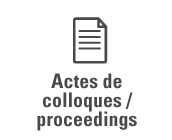 Actes de
colloques /
proceedings